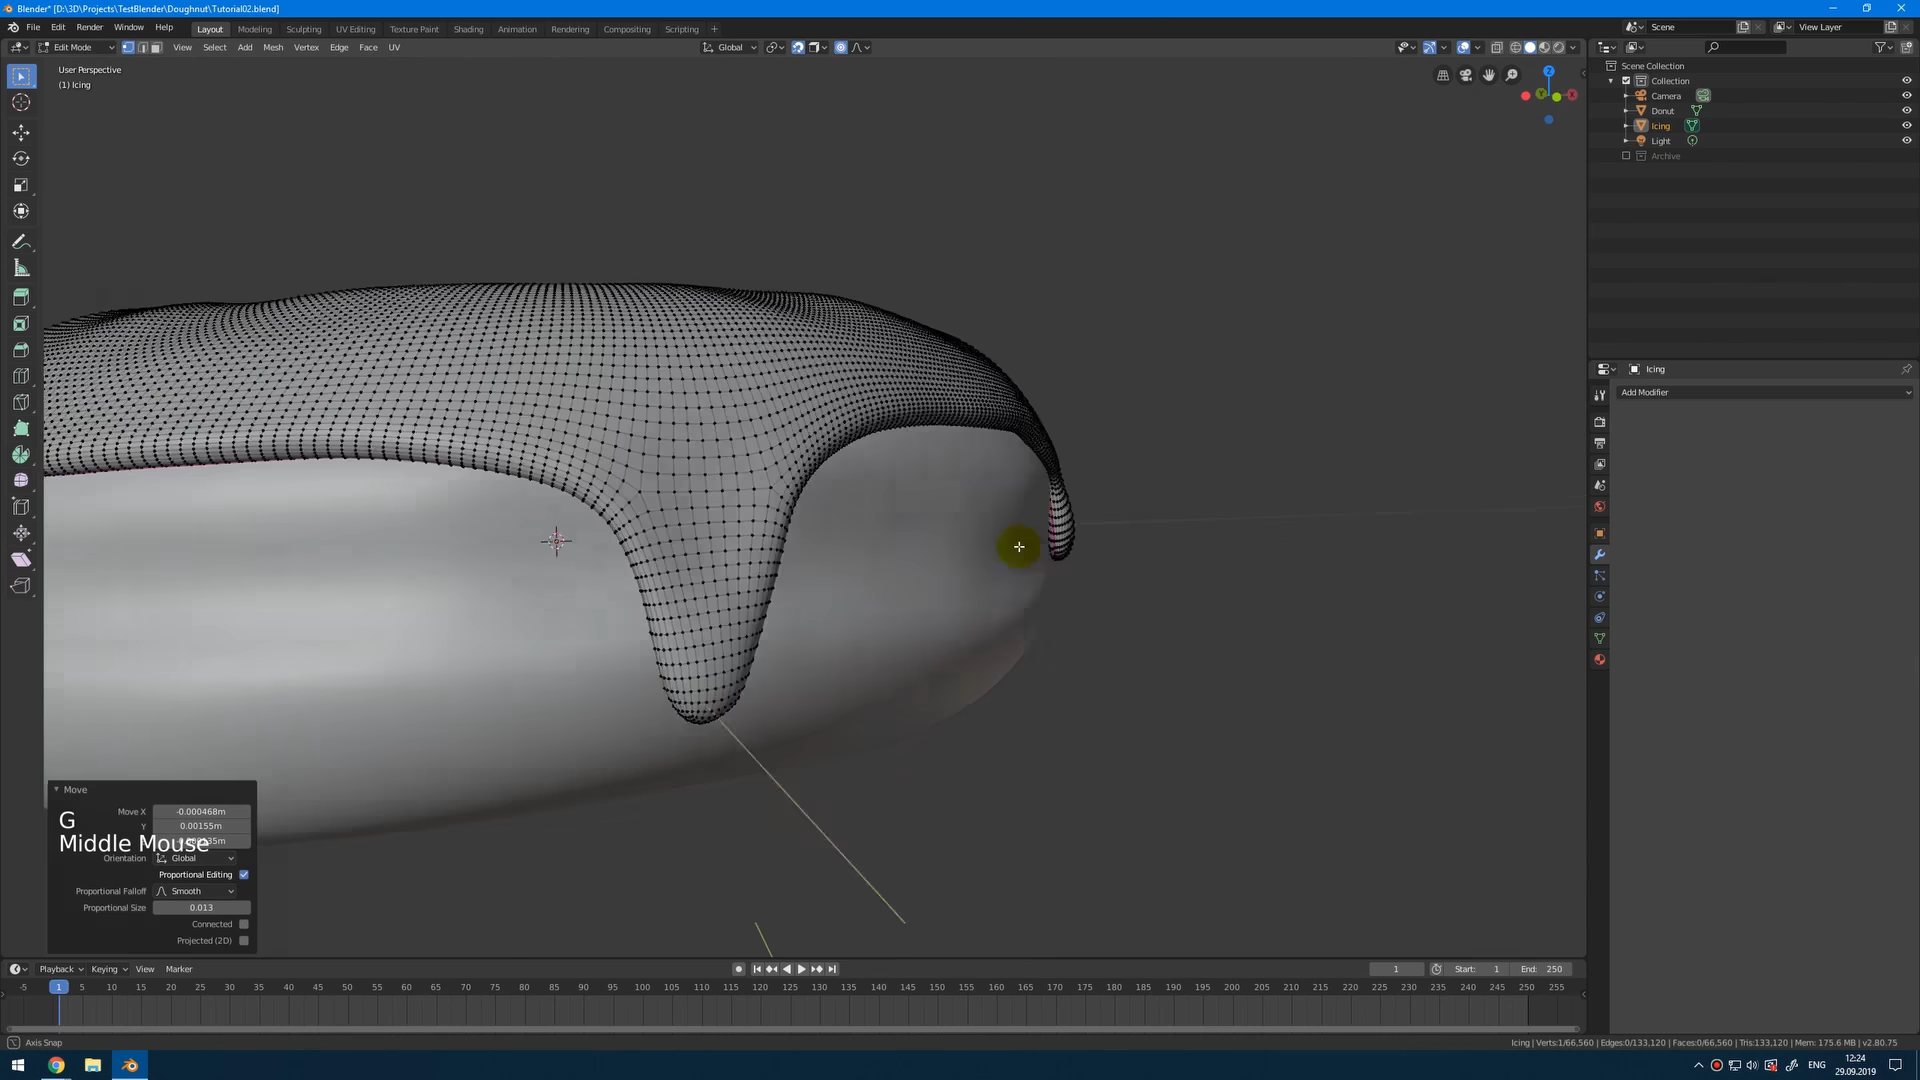 Blender* [D:\3D\Projects\TestBlender\Doughnut\Tutorial02.blend]
File Edit Render Window Help Layout Modeling Sculpting UV Editing Texture Paint Shading Animation Rendering Compositing Scripting + Scene View Layer
Edit Mode View Select Add Mesh Vertex Edge Face UV Global
User Perspective
(1) Icing
Scene Collection
Collection
Camera
Donut
Icing
Light
Archive
Icing
Add Modifier
Move
Move X -0.000468m
G
Y 0.00155m
Middle Mouse
Orientation Global
Proportional Editing
Proportional Falloff Smooth
Proportional Size 0.013
Connected
Projected (2D)
Playback Keying View Marker 1 Start: 1 End: 250
-5 1 5 10 15 20 25 30 35 40 45 50 55 60 65 70 75 80 85 90 95 100 105 110 115 120 125 130 135 140 145 150 155 160 165 170 175 180 185 190 195 200 205 210 215 220 225 230 235 240 245 250 255
Axis Snap
Icing | Verts:1/66,560 | Edges:0/133,120 | Faces:0/66,560 | Tris:133,120 | Mem: 175.6 MB | v2.80.75
ENG
12:24
29.09.2019